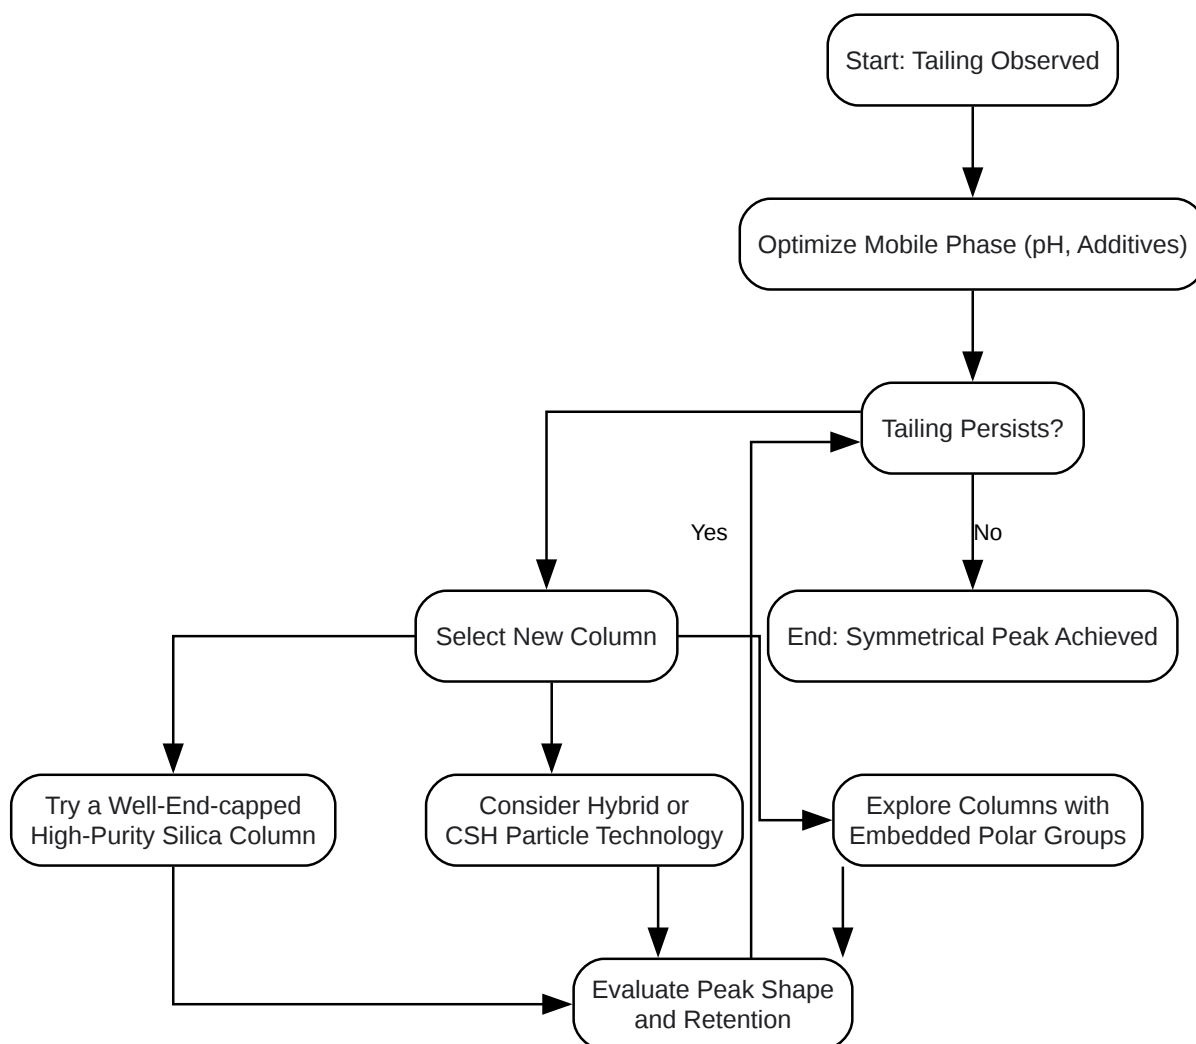 Start: Tailing Observed
Optimize Mobile Phase (pH, Additives)
Tailing Persists?
Yes
No
Select New Column
End: Symmetrical Peak Achieved
Try a Well-End-capped
High-Purity Silica Column
Consider Hybrid or
CSH Particle Technology
Explore Columns with
Embedded Polar Groups
Evaluate Peak Shape
and Retention